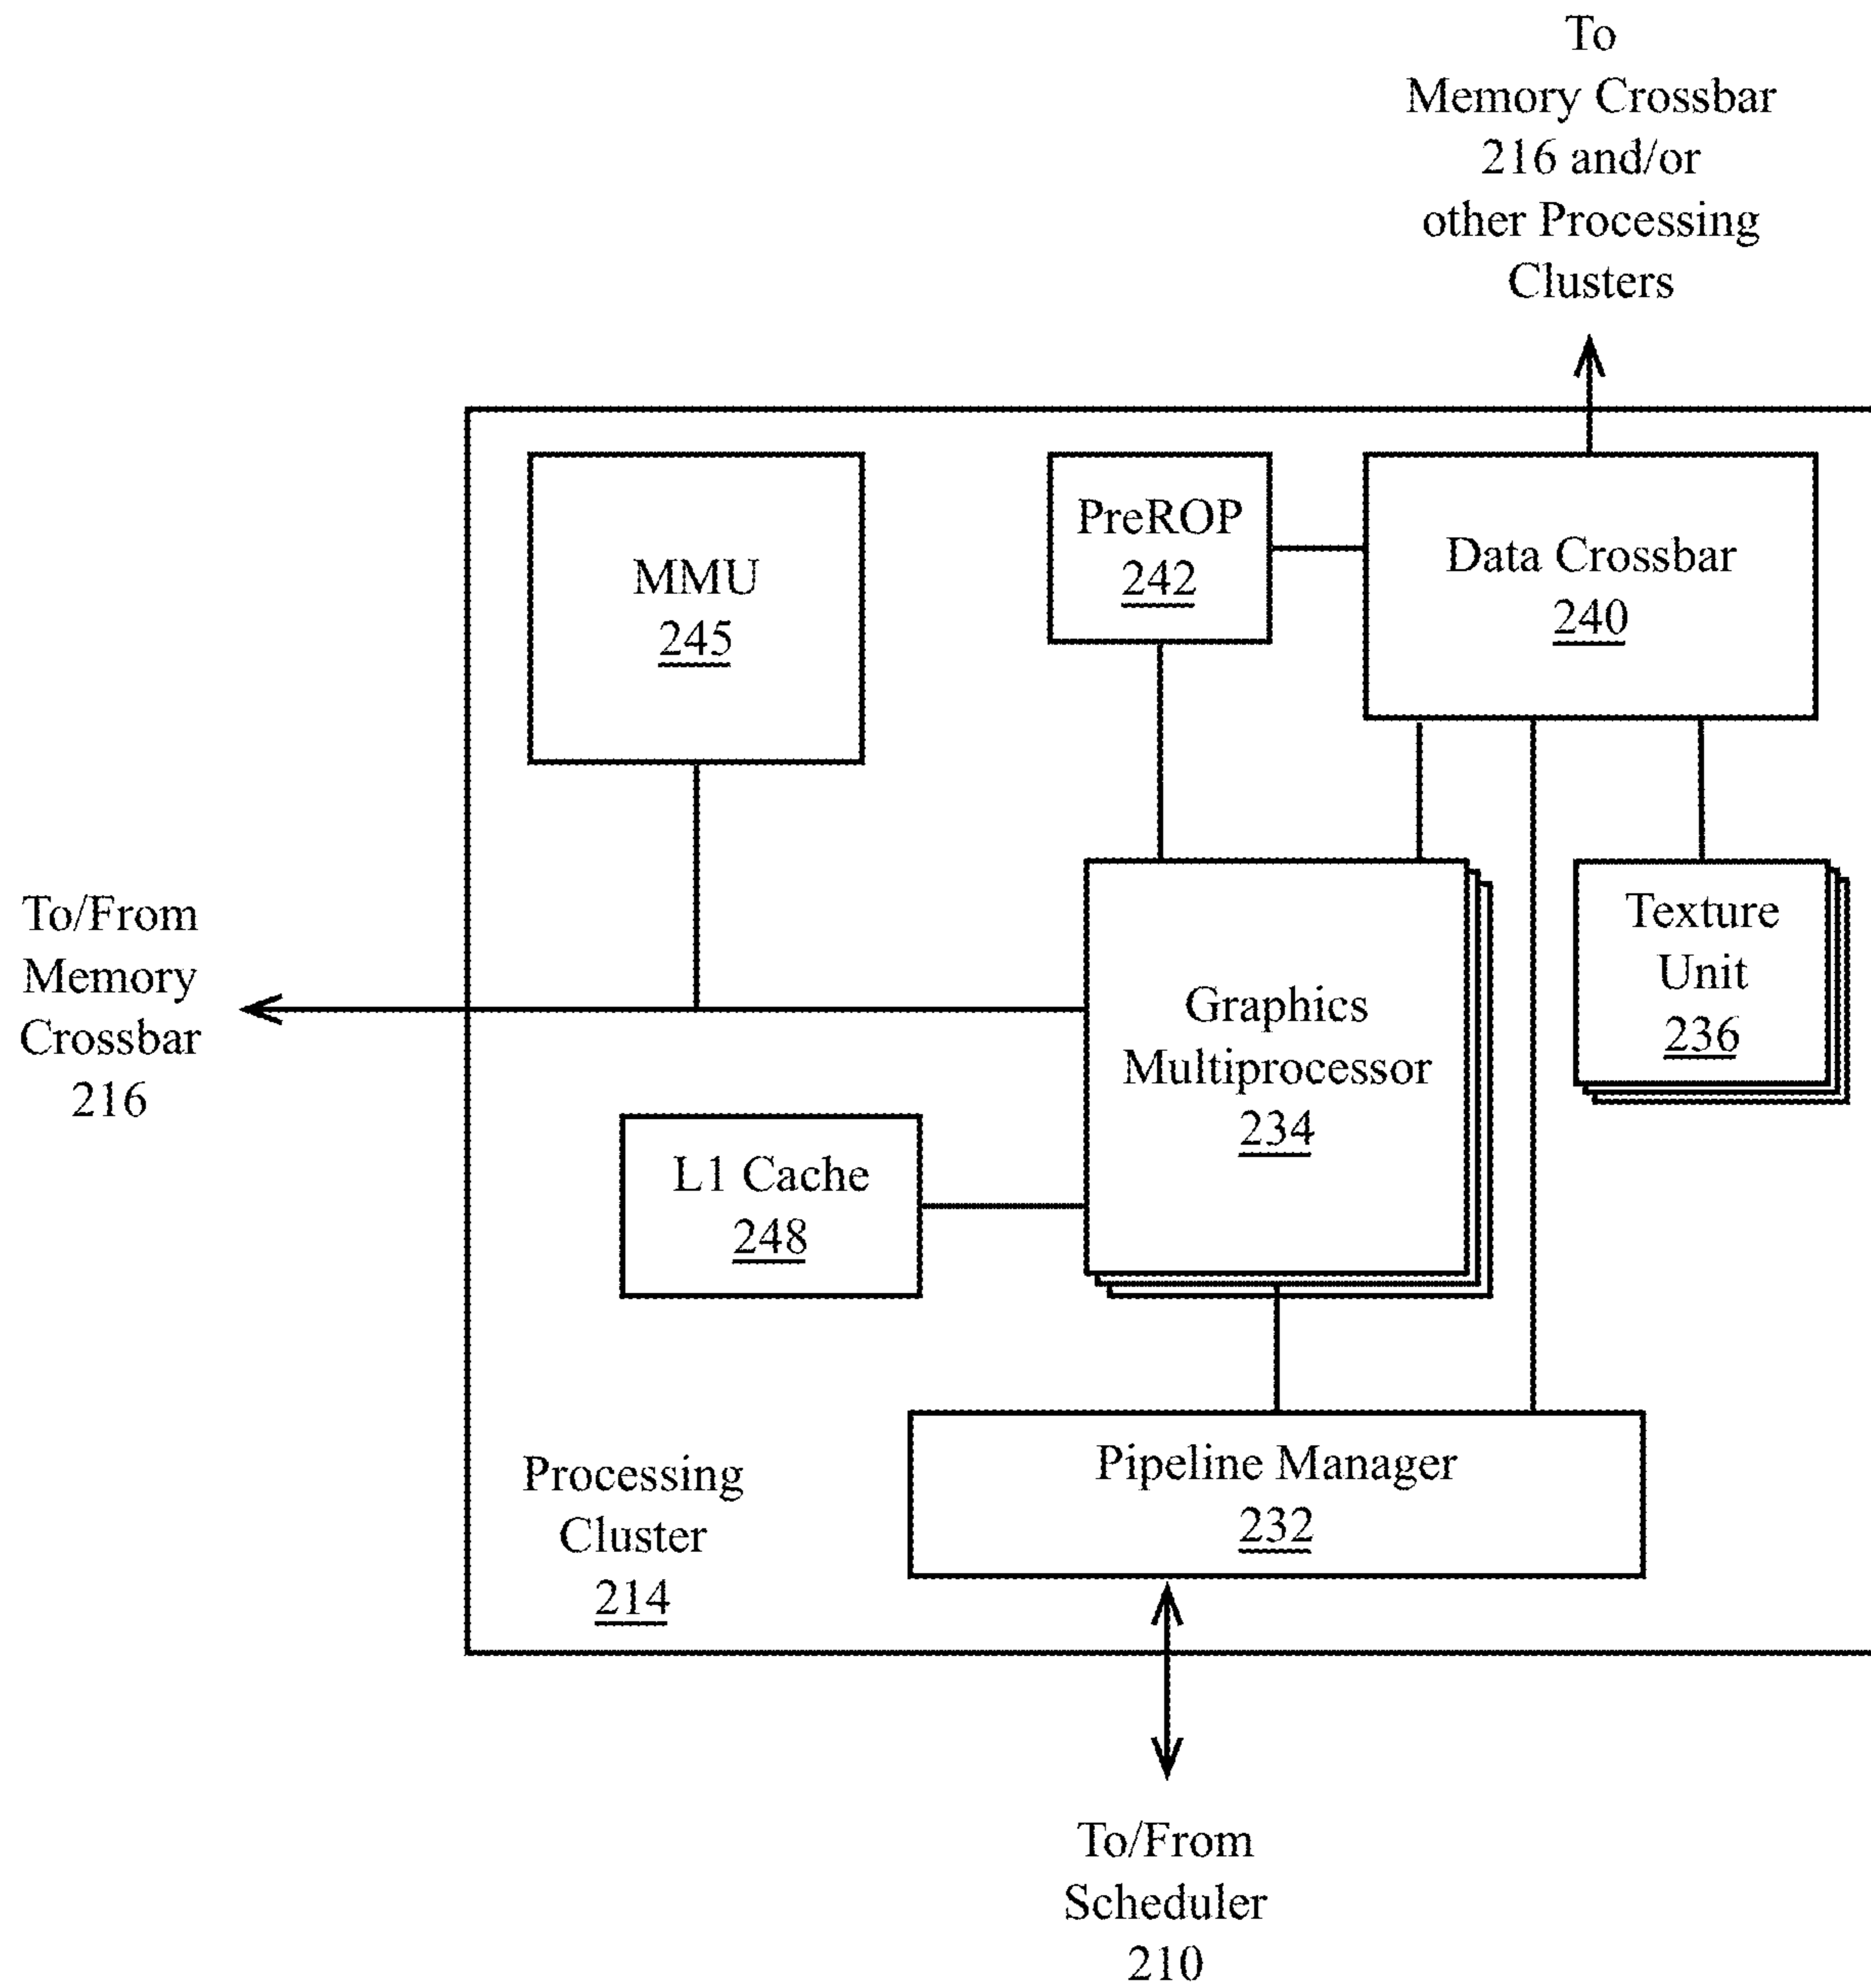 To
Memory Crossbar
216 and/or
other Processing
Clusters
MMU
245
PreROP
242
Data Crossbar
240
To/From
Memory
Crossbar
216
Graphics
Multiprocessor
234
Texture
Unit
236
L1 Cache
248
Processing
Cluster
214
Pipeline Manager
232
To/From
Scheduler
210